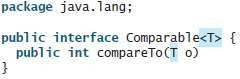 package java.lang;
public interface Comparable<T> {
public int compareTo(T o)
}